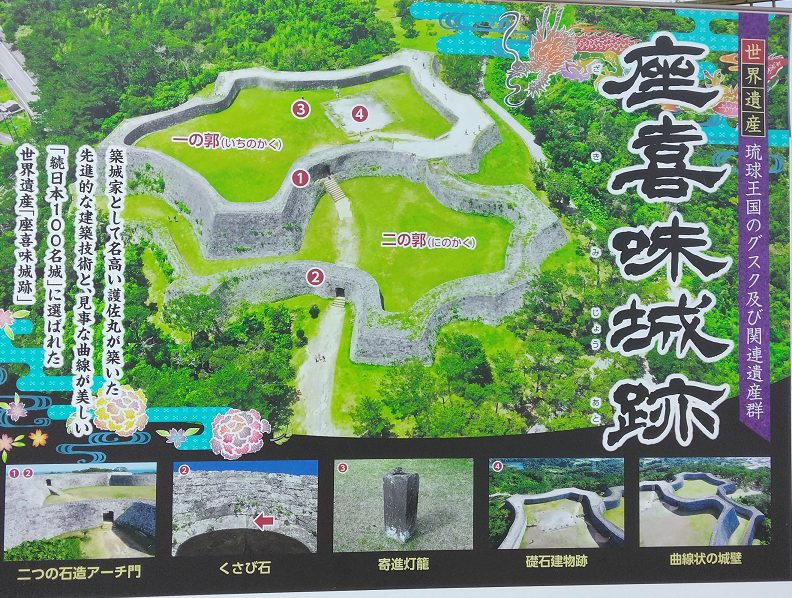 世界遺産
琉球王国のグスク及び関連遺産群
座喜味城跡
ざきみじょうあと
一の郭(いちのかく)
二の郭(にのかく)
③
④
①
②
築城家として名高い護佐丸が築いた
先進的な建築技術と、見事な曲線が美しい
「続日本100名城」に選ばれた
世界遺産「座喜味城跡」
①②
二つの石造アーチ門
②
くさび石
③
寄進灯籠
④
礎石建物跡
曲線状の城壁